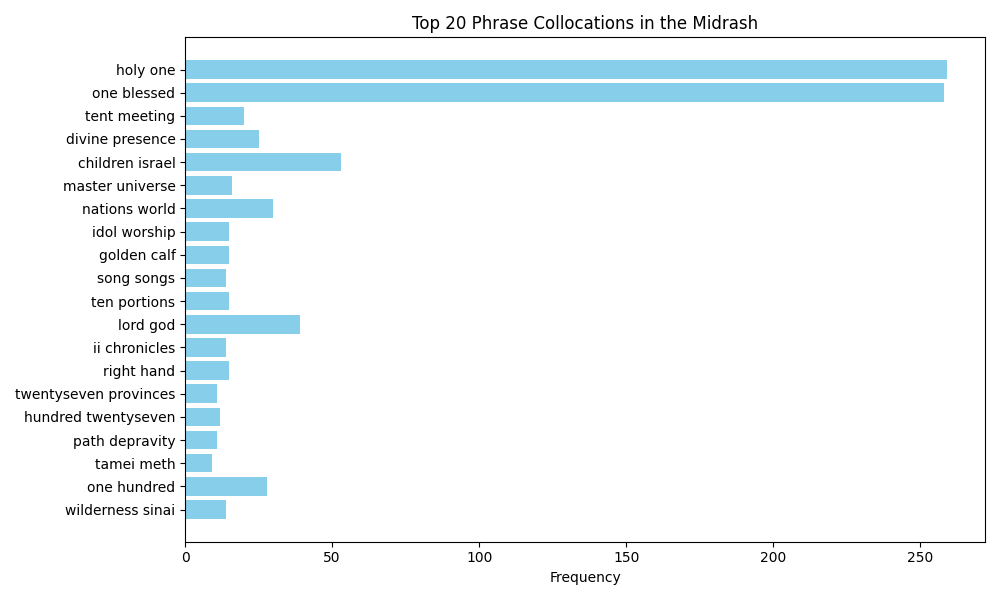 Top 20 Phrase Collocations in the Midrash
holy one
one blessed
tent meeting
divine presence
children israel
master universe
nations world
idol worship
golden calf
song songs
ten portions
lord god
ii chronicles
right hand
twentyseven provinces
hundred twentyseven
path depravity
tamei meth
one hundred
wilderness sinai
0 50 100 150 200 250
Frequency